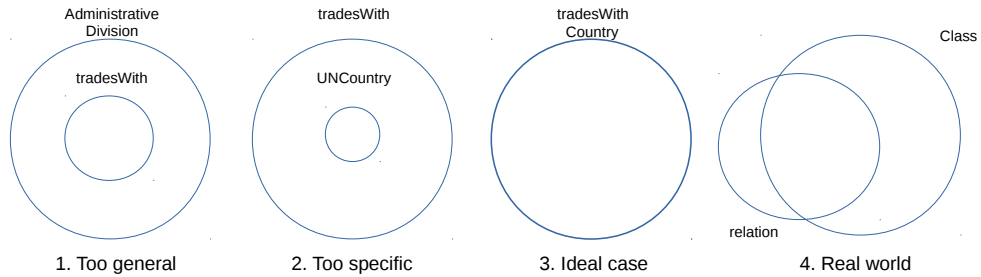 Administrative
Division
tradesWith
1. Too general
tradesWith
UNCountry
2. Too specific
tradesWith
Country
3. Ideal case
Class
relation
4. Real world